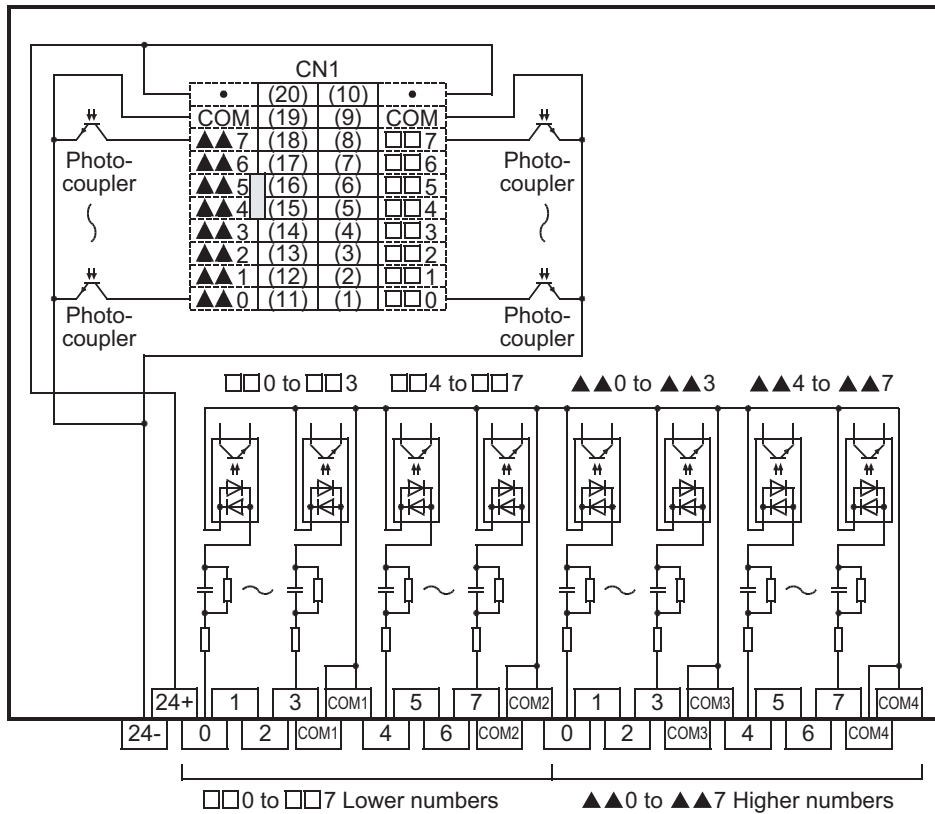 CN1
• (20) (10) •
COM (19) (9) COM
▲▲7 (18) (8) □□7
▲▲6 (17) (7) □□6
▲▲5 (16) (6) □□5
▲▲4 (15) (5) □□4
▲▲3 (14) (4) □□3
▲▲2 (13) (3) □□2
▲▲1 (12) (2) □□1
▲▲0 (11) (1) □□0
Photo-
coupler
Photo-
coupler
Photo-
coupler
Photo-
coupler
□□0 to □□3 □□4 to □□7 ▲▲0 to ▲▲3 ▲▲4 to ▲▲7
24+ 1 3 COM1 5 7 COM2 1 3 COM3 5 7 COM4
24- 0 2 COM1 4 6 COM2 0 2 COM3 4 6 COM4
□□0 to □□7 Lower numbers ▲▲0 to ▲▲7 Higher numbers